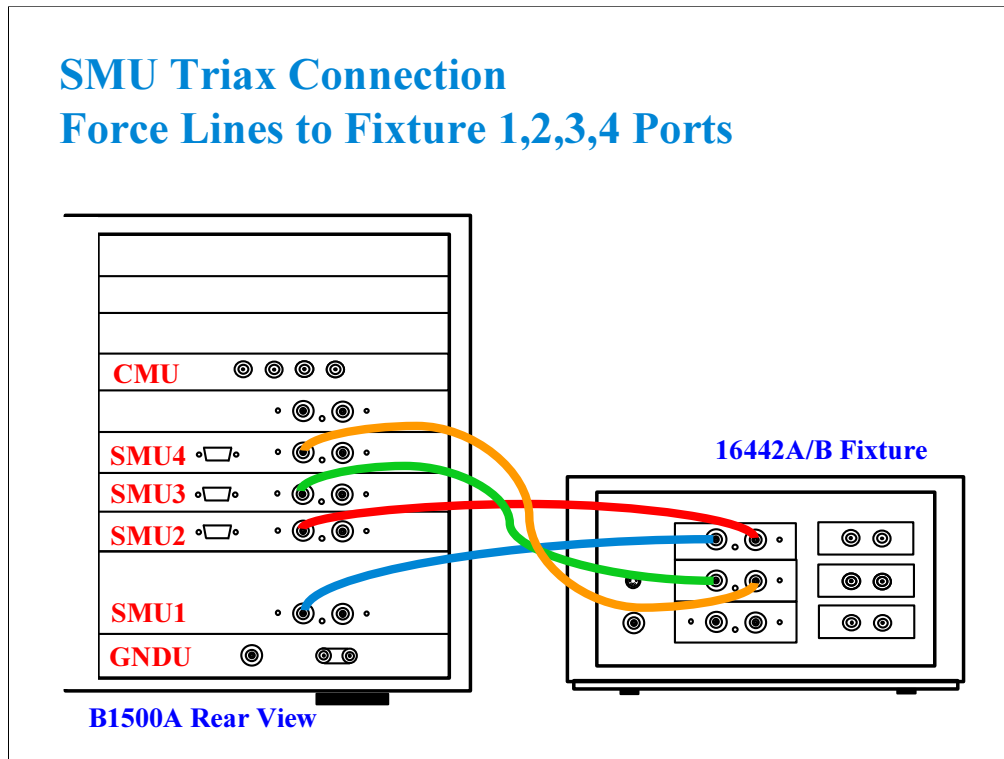 SMU Triax Connection
Force Lines to Fixture 1,2,3,4 Ports
CMU
SMU4
SMU3
SMU2
SMU1
GNDU
16442A/B Fixture
B1500A Rear View